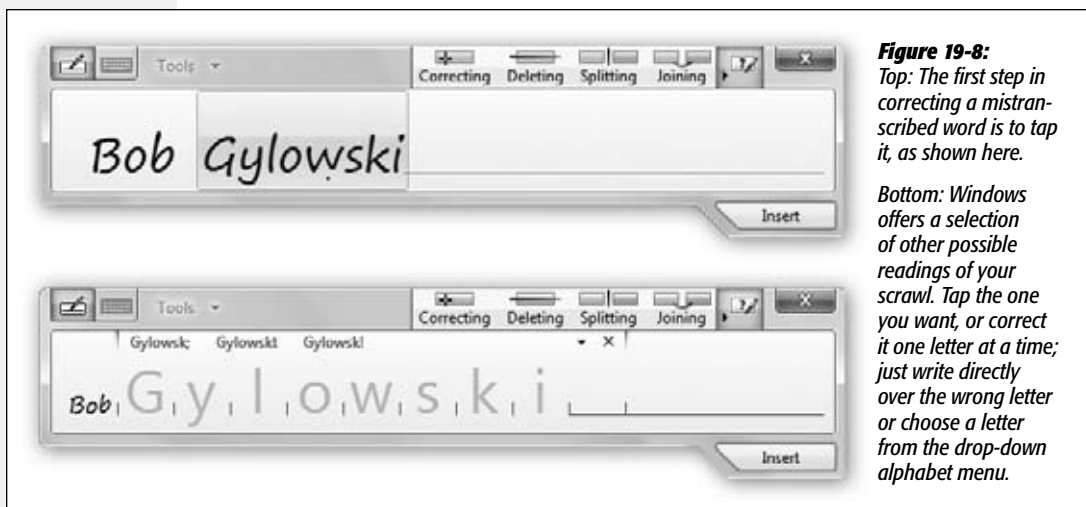 Tools
Correcting Deleting Splitting Joining
Bob Gylowski
Insert
Tools
Correcting Deleting Splitting Joining
Gylowsk; Gylowsk1 Gylowsk!
Bob G y l o w s k i
Insert
Figure 19-8:
Top: The first step in
correcting a mistran-
scribed word is to tap
it, as shown here.
Bottom: Windows
offers a selection
of other possible
readings of your
scrawl. Tap the one
you want, or correct
it one letter at a time;
just write directly
over the wrong letter
or choose a letter
from the drop-down
alphabet menu.